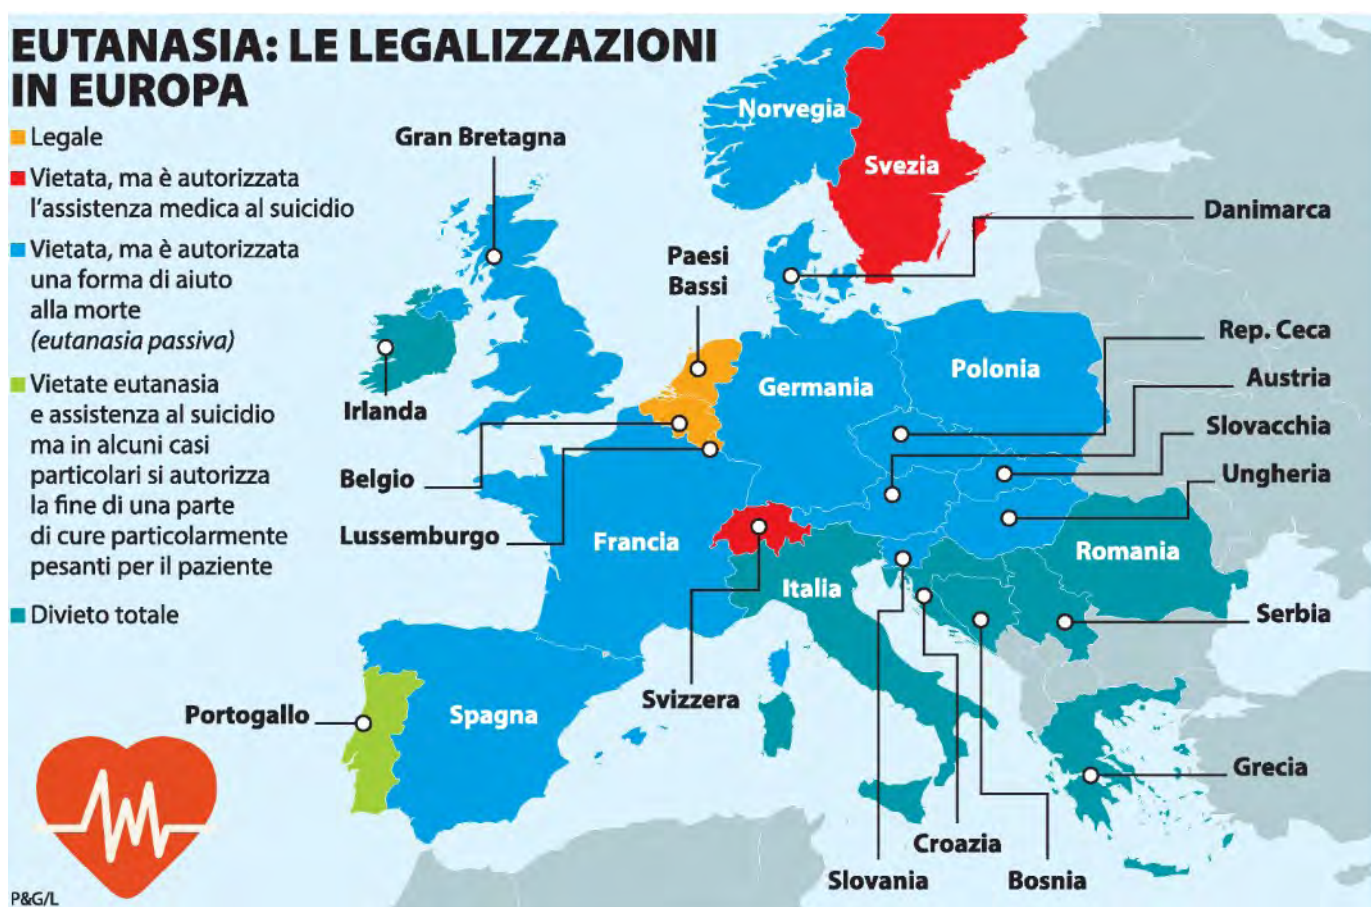 EUTANASIA: LE LEGALIZZAZIONI
IN EUROPA
Legale
Vietata, ma è autorizzata
l'assistenza medica al suicidio
Vietata, ma è autorizzata
una forma di aiuto
alla morte
(eutanasia passiva)
Vietate eutanasia
e assistenza al suicidio
ma in alcuni casi
particolari si autorizza
la fine di una parte
di cure particolarmente
pesanti per il paziente
Divieto totale
Gran Bretagna
Norvegia
Svezia
Danimarca
Paesi
Bassi
Rep. Ceca
Germania
Polonia
Austria
Irlanda
Slovacchia
Belgio
Ungheria
Lussemburgo
Francia
Romania
Italia
Serbia
Svizzera
Portogallo
Spagna
Grecia
Croazia
Slovania
Bosnia
P&G/L